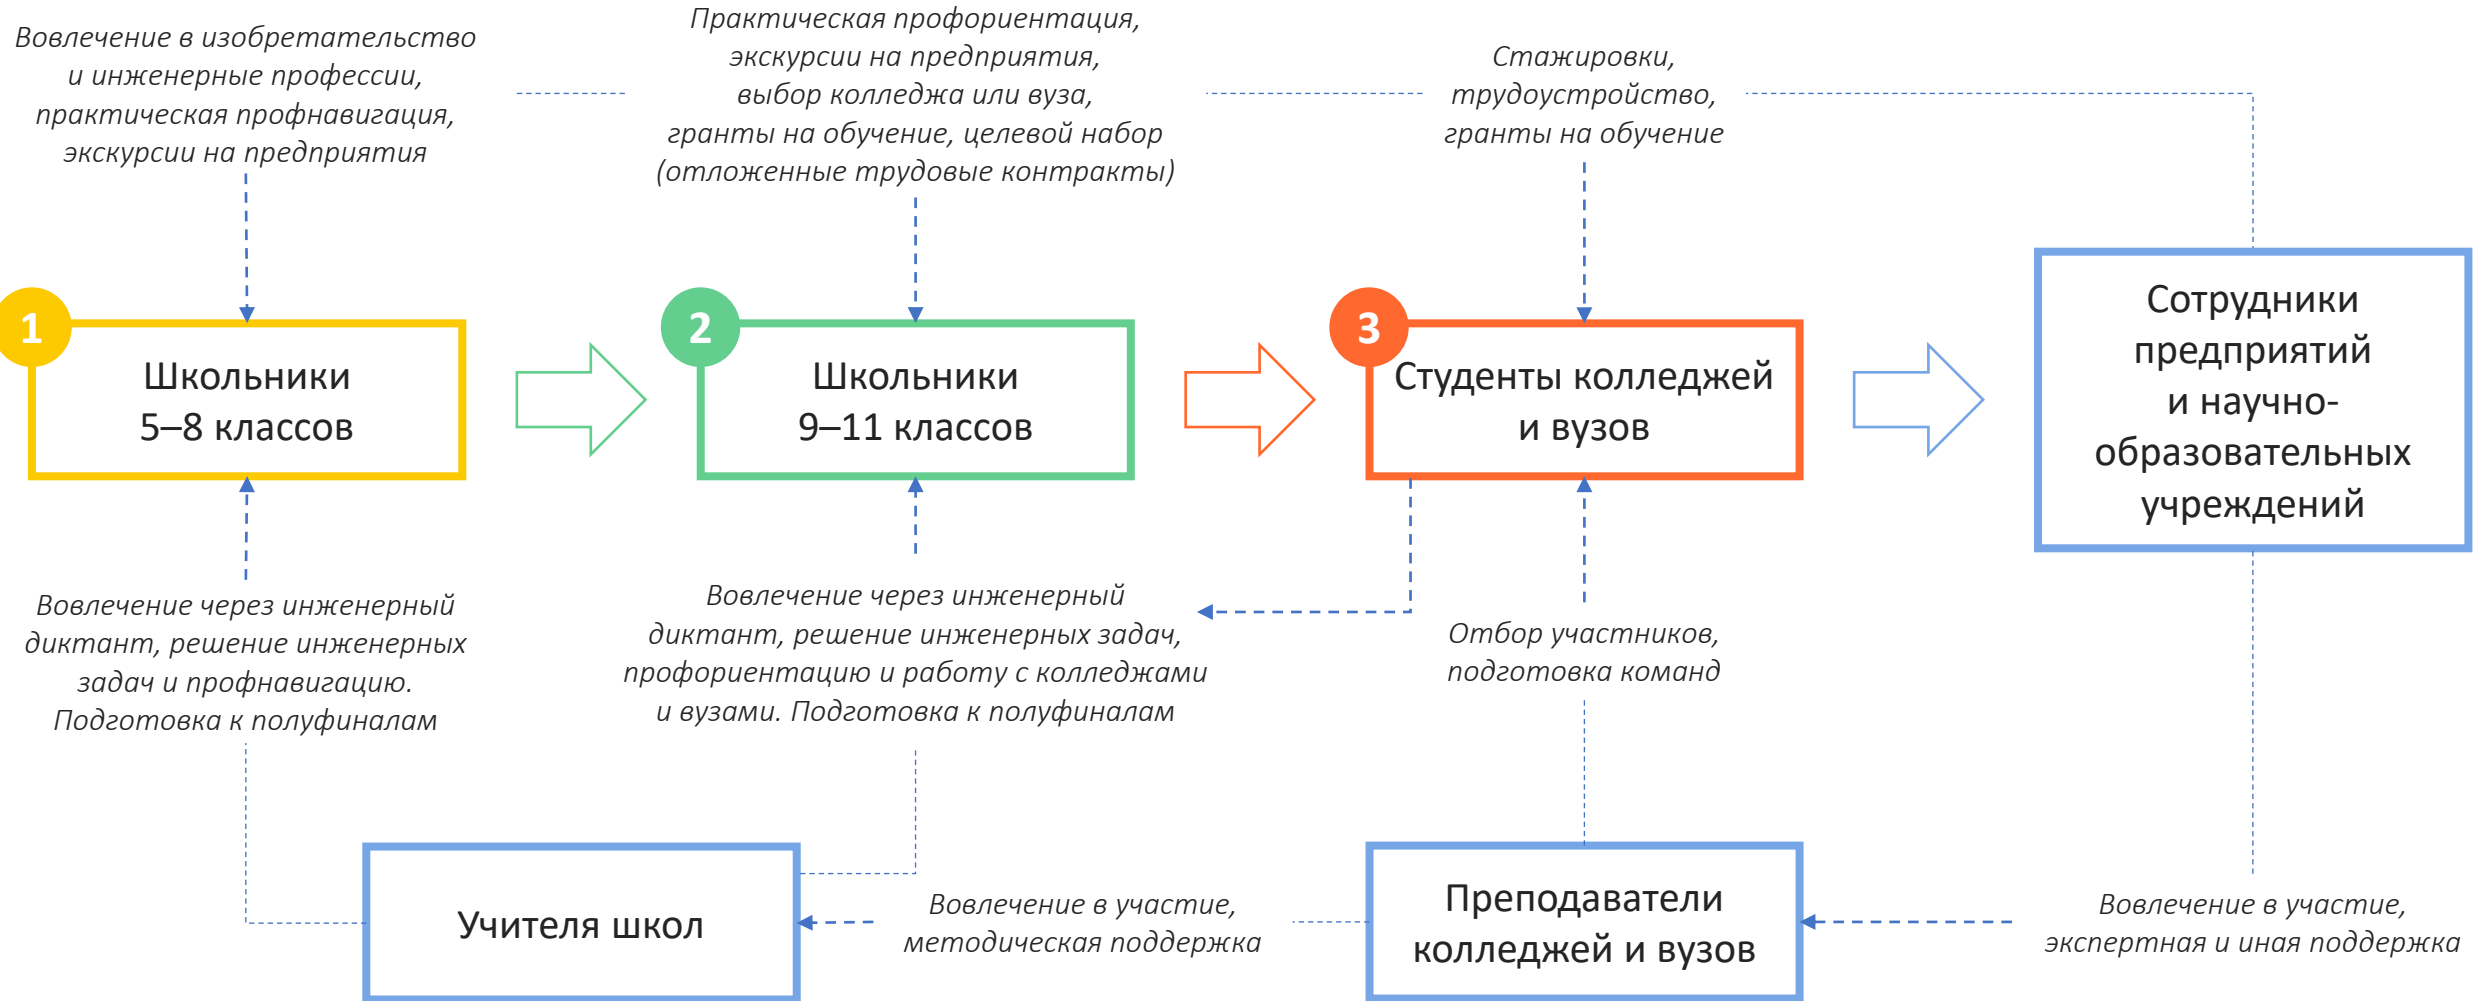 Вовлечение в изобретательство
и инженерные профессии,
практическая профнавигация,
экскурсии на предприятия
Практическая профориентация,
экскурсии на предприятия,
выбор колледжа или вуза,
гранты на обучение, целевой набор
(отложенные трудовые контракты)
Стажировки,
трудоустройство,
гранты на обучение
1
Школьники
5–8 классов
2
Школьники
9–11 классов
3
Студенты колледжей
и вузов
Сотрудники
предприятий
и научно-
образовательных
учреждений
Вовлечение через инженерный
диктант, решение инженерных
задач и профнавигацию.
Подготовка к полуфиналам
Вовлечение через инженерный
диктант, решение инженерных задач,
профориентацию и работу с колледжами
и вузами. Подготовка к полуфиналам
Отбор участников,
подготовка команд
Учителя школ
Вовлечение в участие,
методическая поддержка
Преподаватели
колледжей и вузов
Вовлечение в участие,
экспертная и иная поддержка